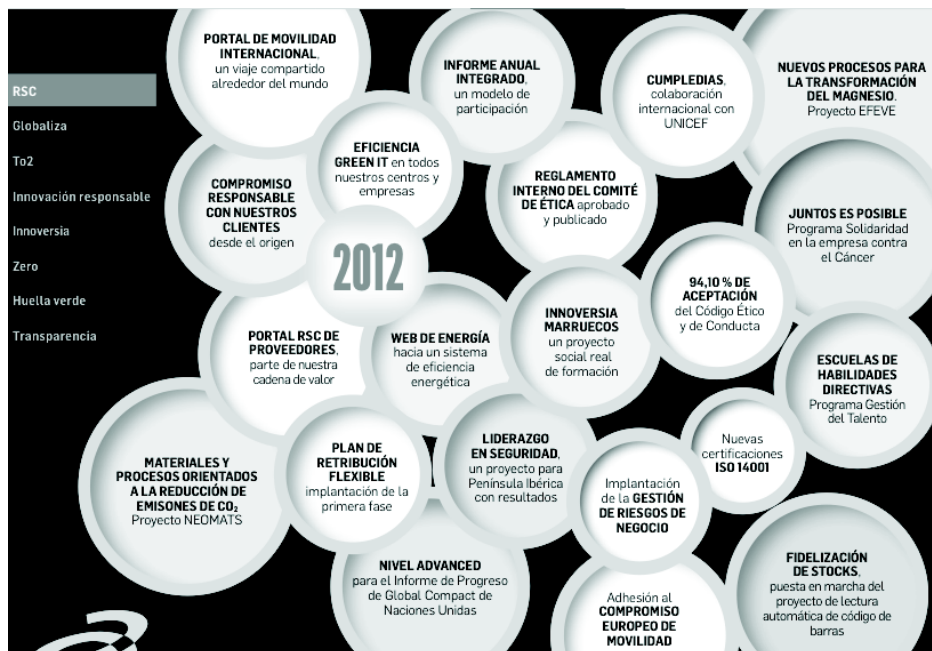 RSC
Globaliza
To2
Innovación responsable
Innoversia
Zero
Huella verde
Transparencia
PORTAL DE MOVILIDAD
INTERNACIONAL,
un viaje compartido
alrededor del mundo
INFORME ANUAL
INTEGRADO,
un modelo de
participación
CUMPLEDIAS,
colaboración
internacional con
UNICEF
NUEVOS PROCESOS PARA
LA TRANSFORMACIÓN
DEL MAGNESIO.
Proyecto EFEVE
EFICIENCIA
GREEN IT en todos
nuestros centros y
empresas
COMPROMISO
RESPONSABLE
CON NUESTROS
CLIENTES
desde el origen
REGLAMENTO
INTERNO DEL COMITÉ
DE ÉTICA aprobado
y publicado
JUNTOS ES POSIBLE
Programa Solidaridad
en la empresa contra
el Cáncer
2012
94,10 % DE
ACEPTACIÓN
del Código Ético
y de Conducta
PORTAL RSC DE
PROVEEDORES,
parte de nuestra
cadena de valor
WEB DE ENERGÍA
hacia un sistema
de eficiencia
energética
INNOVERSIA
MARRUECOS
un proyecto
social real
de formación
ESCUELAS DE
HABILIDADES
DIRECTIVAS
Programa Gestión
del Talento
MATERIALES Y
PROCESOS ORIENTADOS
A LA REDUCCIÓN DE
EMISONES DE CO₂
Proyecto NEOMATS
PLAN DE
RETRIBUCIÓN
FLEXIBLE
implantación de la
primera fase
LIDERAZGO
EN SEGURIDAD,
un proyecto para
Península Ibérica
con resultados
Nuevas
certificaciones
ISO 14001
Implantación
de la GESTIÓN
DE RIESGOS DE
NEGOCIO
NIVEL ADVANCED
para el Informe de Progreso
de Global Compact de
Naciones Unidas
Adhesión al
COMPROMISO
EUROPEO DE
MOVILIDAD
FIDELIZACIÓN
DE STOCKS,
puesta en marcha del
proyecto de lectura
automática de código de
barras